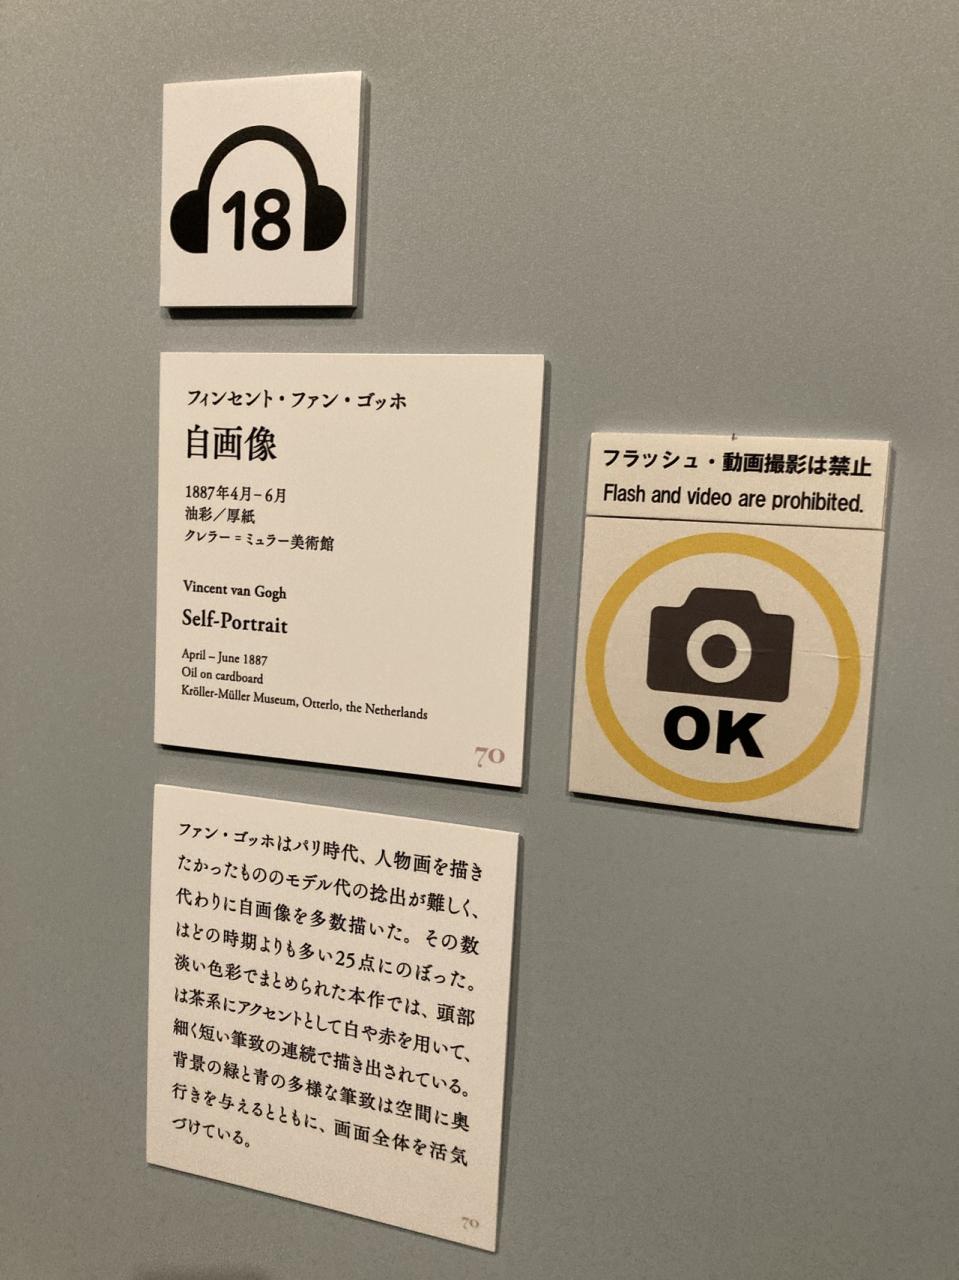 18
フィンセント・ファン・ゴッホ
自画像
1887年4月–6月
油彩／厚紙
クレラー＝ミュラー美術館
Vincent van Gogh
Self-Portrait
April – June 1887
Oil on cardboard
Kröller-Müller Museum, Otterlo, the Netherlands
70
フラッシュ・動画撮影は禁止
Flash and video are prohibited.
OK
ファン・ゴッホはパリ時代、人物画を描き
たかったもののモデル代の捻出が難しく、
代わりに自画像を多数描いた。その数
はどの時期よりも多い25点にのぼった。
淡い色彩でまとめられた本作では、頭部
は茶系にアクセントとして白や赤を用いて、
細く短い筆致の連続で描き出されている。
背景の緑と青の多様な筆致は空間に奥
行きを与えるとともに、画面全体を活気
づけている。
70